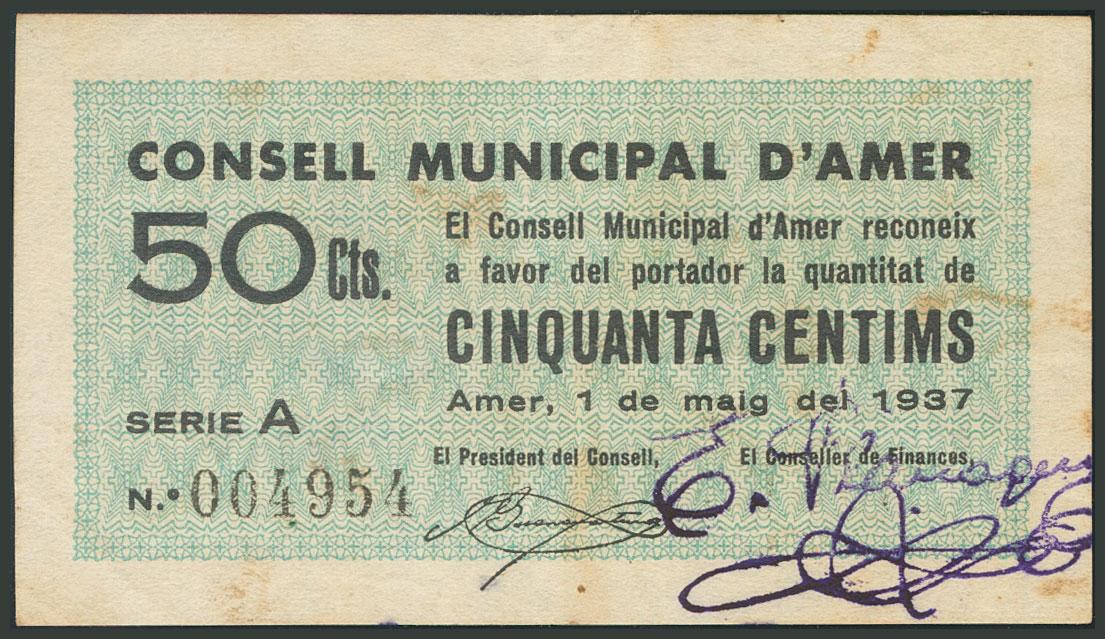 CONSELL MUNICIPAL D'AMER
50 Cts.
El Consell Municipal d'Amer reconeix
a favor del portador la quantitat de
CINQUANTA CENTIMS
Amer, 1 de maig del 1937
SERIE A
El President del Consell, El Conseller de Finances,
N.º 004954
E.